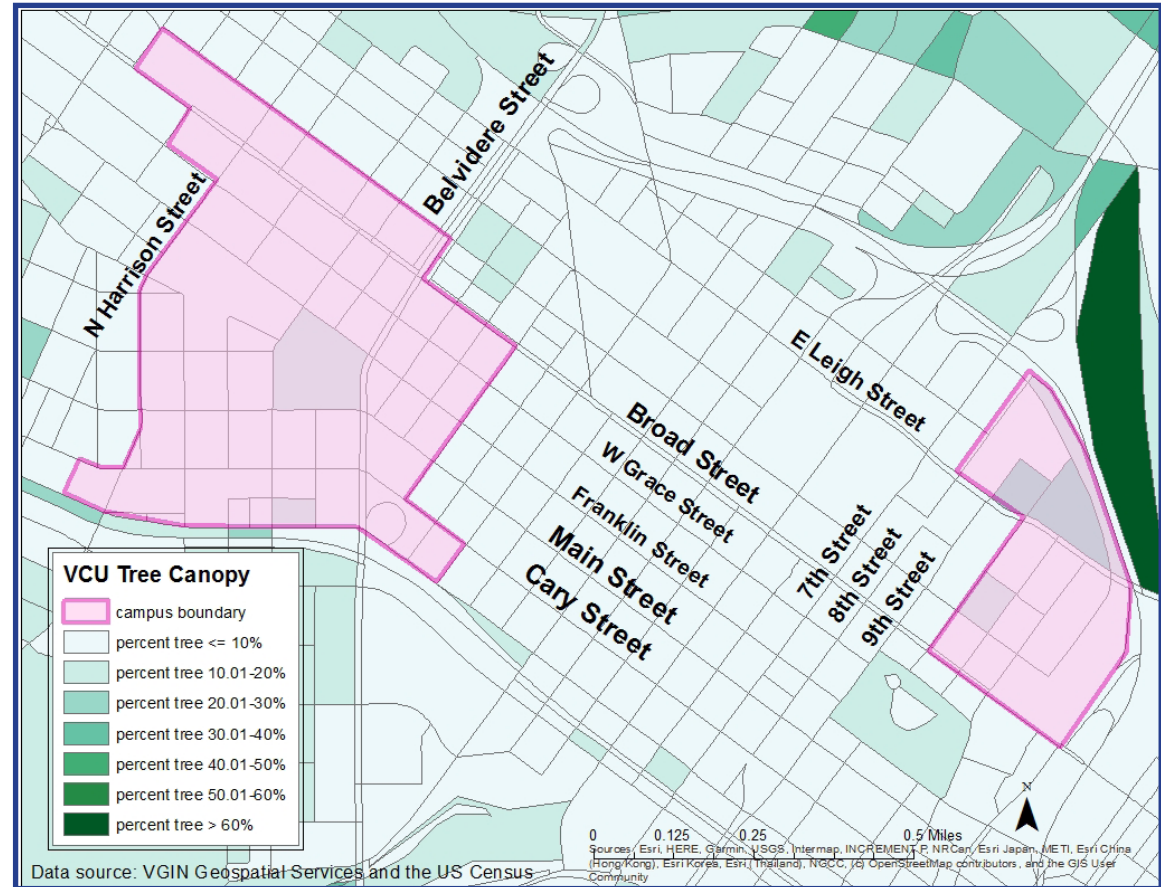 Belvidere Street
N Harrison Street
E Leigh Street
Broad Street
W Grace Street
Franklin Street
Main Street
Cary Street
7th Street
8th Street
9th Street
VCU Tree Canopy
campus boundary
percent tree <= 10%
percent tree 10.01-20%
percent tree 20.01-30%
percent tree 30.01-40%
percent tree 40.01-50%
percent tree 50.01-60%
percent tree > 60%
N
0 0.125 0.25 0.5 Miles
Sources: Esri, HERE, Garmin, USGS, Intermap, INCREMENT P, NRCan, Esri Japan, METI, Esri China
(Hong Kong), Esri Korea, Esri (Thailand), NGCC, (c) OpenStreetMap contributors, and the GIS User
Community
Data source: VGIN Geospatial Services and the US Census